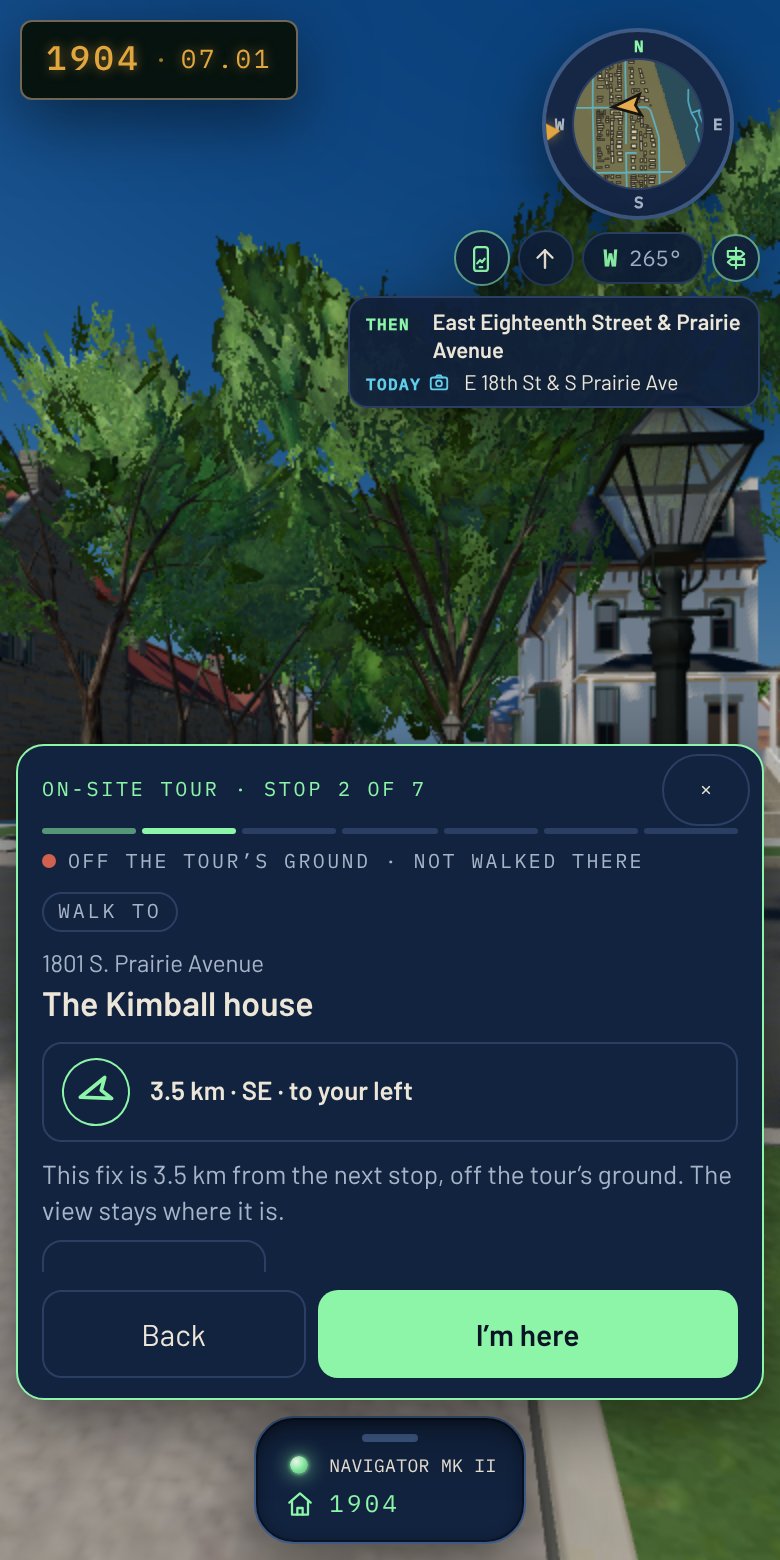 1904 · 07.01
N
W
E
S
W 265°
THEN East Eighteenth Street & Prairie
Avenue
TODAY E 18th St & S Prairie Ave
ON-SITE TOUR · STOP 2 OF 7
×
OFF THE TOUR’S GROUND · NOT WALKED THERE
WALK TO
1801 S. Prairie Avenue
The Kimball house
3.5 km · SE · to your left
This fix is 3.5 km from the next stop, off the tour’s ground. The
view stays where it is.
Back
I’m here
NAVIGATOR MK II
1904